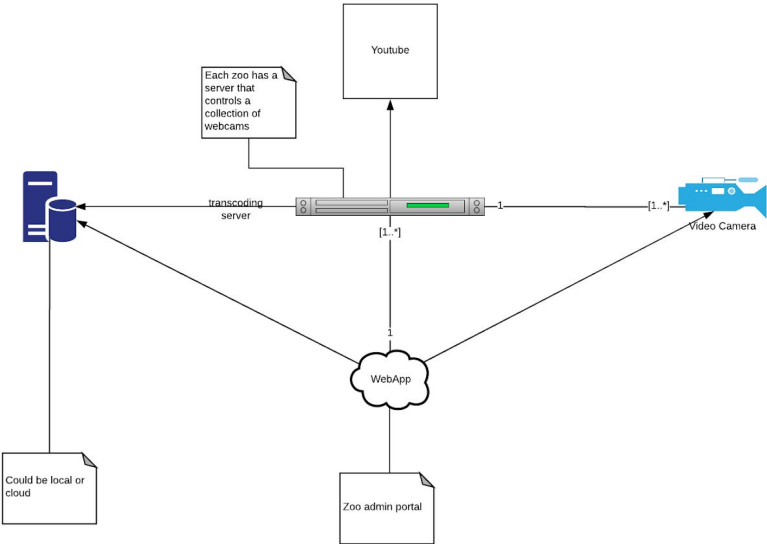 Youtube
Each zoo has a
server that
controls a
collection of
webcams
transcoding
server
1
[1..*]
Video Camera
[1..*]
1
WebApp
Could be local or
cloud
Zoo admin portal